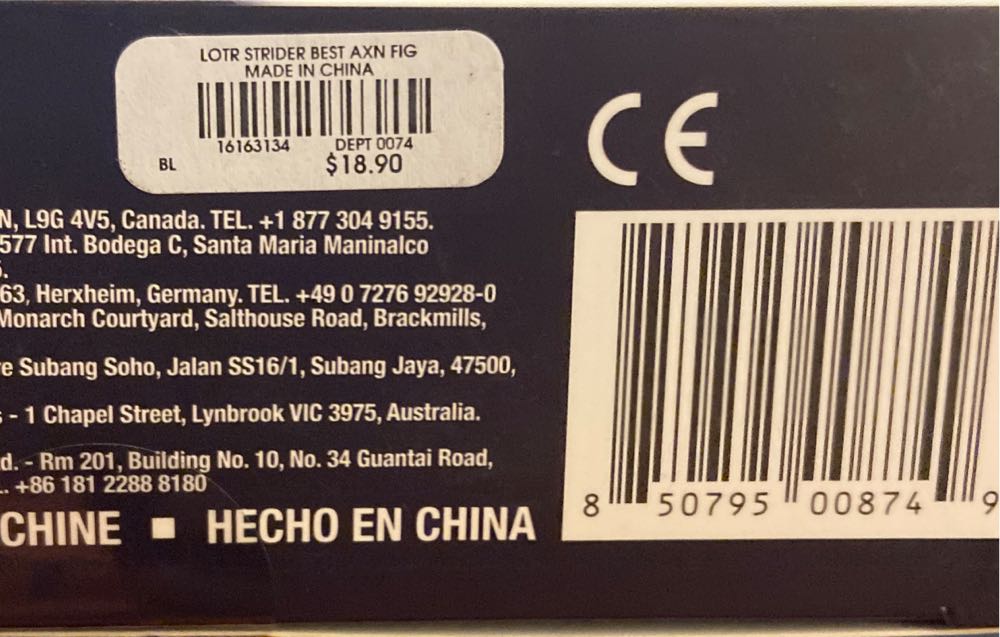 LOTR STRIDER BEST AXN FIG
MADE IN CHINA
16163134 DEPT 0074
BL $18.90
CE
N, L9G 4V5, Canada. TEL. +1 877 304 9155.
577 Int. Bodega C, Santa Maria Maninalco
63, Herxheim, Germany. TEL. +49 0 7276 92928-0
Monarch Courtyard, Salthouse Road, Brackmills,
e Subang Soho, Jalan SS16/1, Subang Jaya, 47500,
- 1 Chapel Street, Lynbrook VIC 3975, Australia.
d. - Rm 201, Building No. 10, No. 34 Guantai Road,
. +86 181 2288 8180
CHINE ■ HECHO EN CHINA
8 50795 00874 9